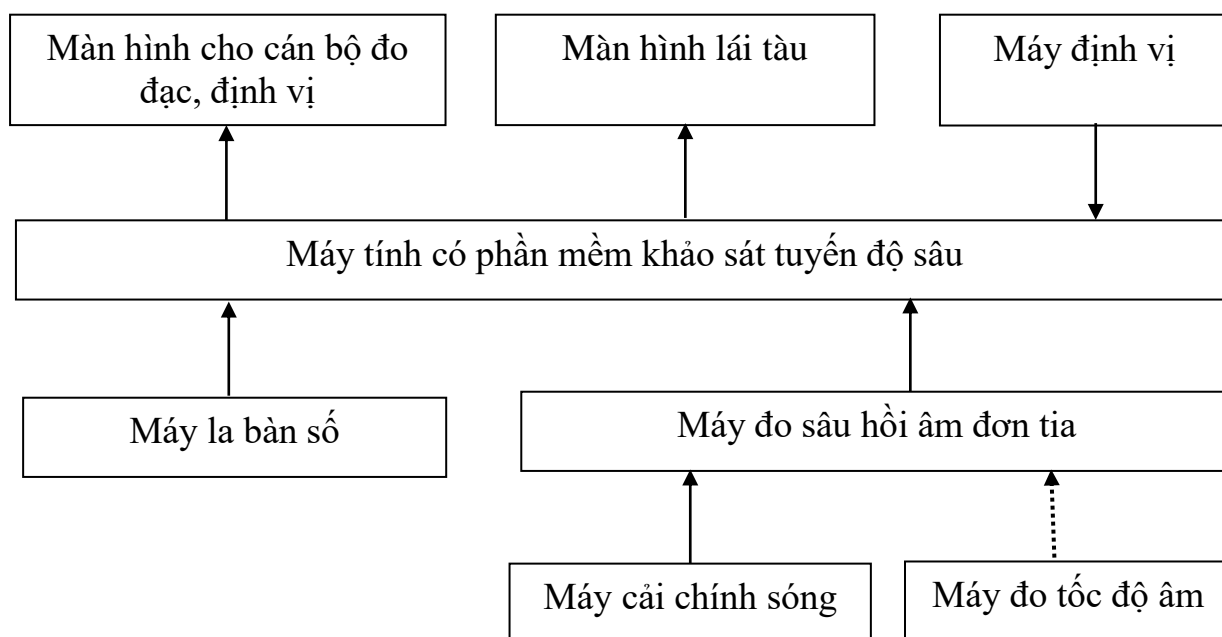 Màn hình cho cán bộ đo
đạc, định vị
Màn hình lái tàu
Máy định vị
Máy tính có phần mềm khảo sát tuyến độ sâu
Máy la bàn số
Máy đo sâu hồi âm đơn tia
Máy cải chính sóng
Máy đo tốc độ âm